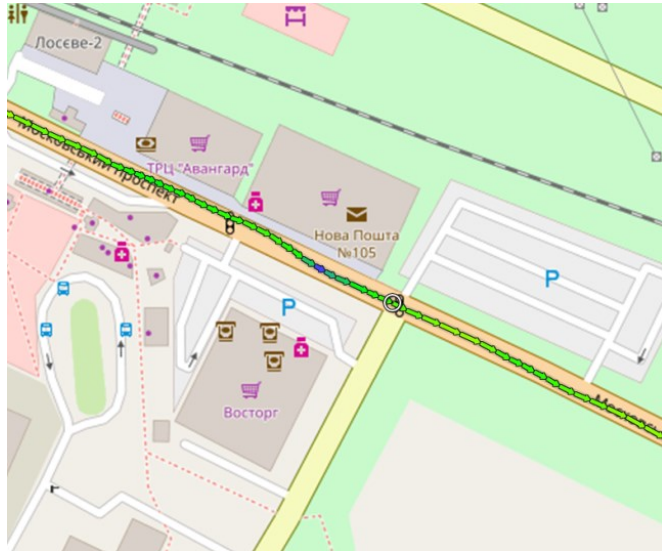 Лосєве-2
Московський проспект
ТРЦ "Авангард"
Нова Пошта
№105
P
P
Восторг